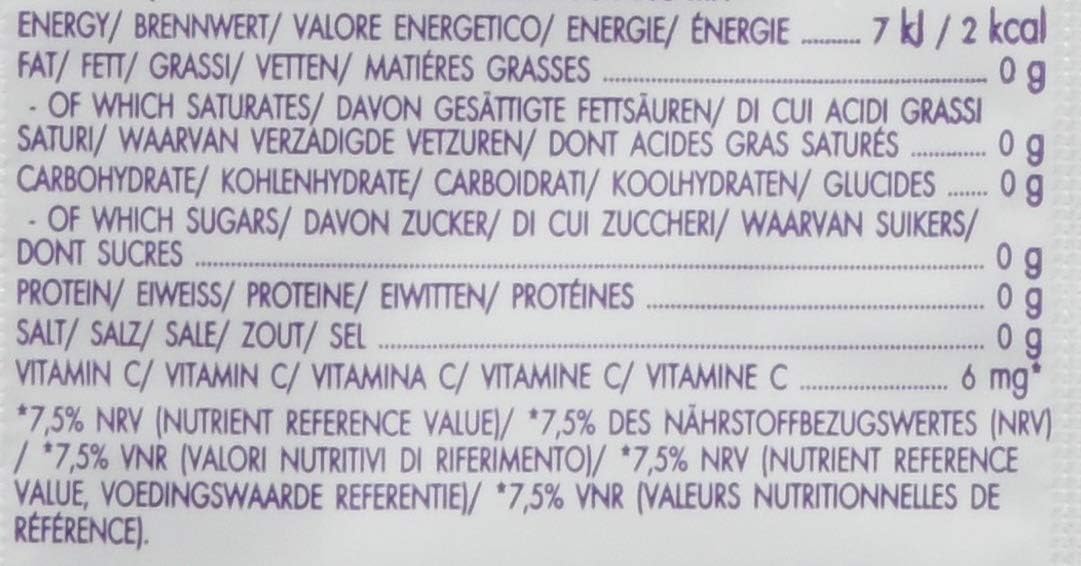 ENERGY/ BRENNWERT/ VALORE ENERGETICO/ ENERGIE/ ÉNERGIE .......... 7 kJ / 2 kcal
FAT/ FETT/ GRASSI/ VETTEN/ MATIÉRES GRASSES .......... 0 g
- OF WHICH SATURATES/ DAVON GESÄTTIGTE FETTSÄUREN/ DI CUI ACIDI GRASSI
SATURI/ WAARVAN VERZADIGDE VETZUREN/ DONT ACIDES GRAS SATURÉS .......... 0 g
CARBOHYDRATE/ KOHLENHYDRATE/ CARBOIDRATI/ KOOLHYDRATEN/ GLUCIDES ....... 0 g
- OF WHICH SUGARS/ DAVON ZUCKER/ DI CUI ZUCCHERI/ WAARVAN SUIKERS/
DONT SUCRES .......... 0 g
PROTEIN/ EIWEISS/ PROTEINE/ EIWITTEN/ PROTÉINES .......... 0 g
SALT/ SALZ/ SALE/ ZOUT/ SEL .......... 0 g
VITAMIN C/ VITAMIN C/ VITAMINA C/ VITAMINE C/ VITAMINE C .......... 6 mg*
*7,5% NRV (NUTRIENT REFERENCE VALUE)/ *7,5% DES NÄHRSTOFFBEZUGSWERTES (NRV)
/ *7,5% VNR (VALORI NUTRITIVI DI RIFERIMENTO)/ *7,5% NRV (NUTRIENT REFERENCE
VALUE, VOEDINGSWAARDE REFERENTIE)/ *7,5% VNR (VALEURS NUTRITIONNELLES DE
RÉFÉRENCE).